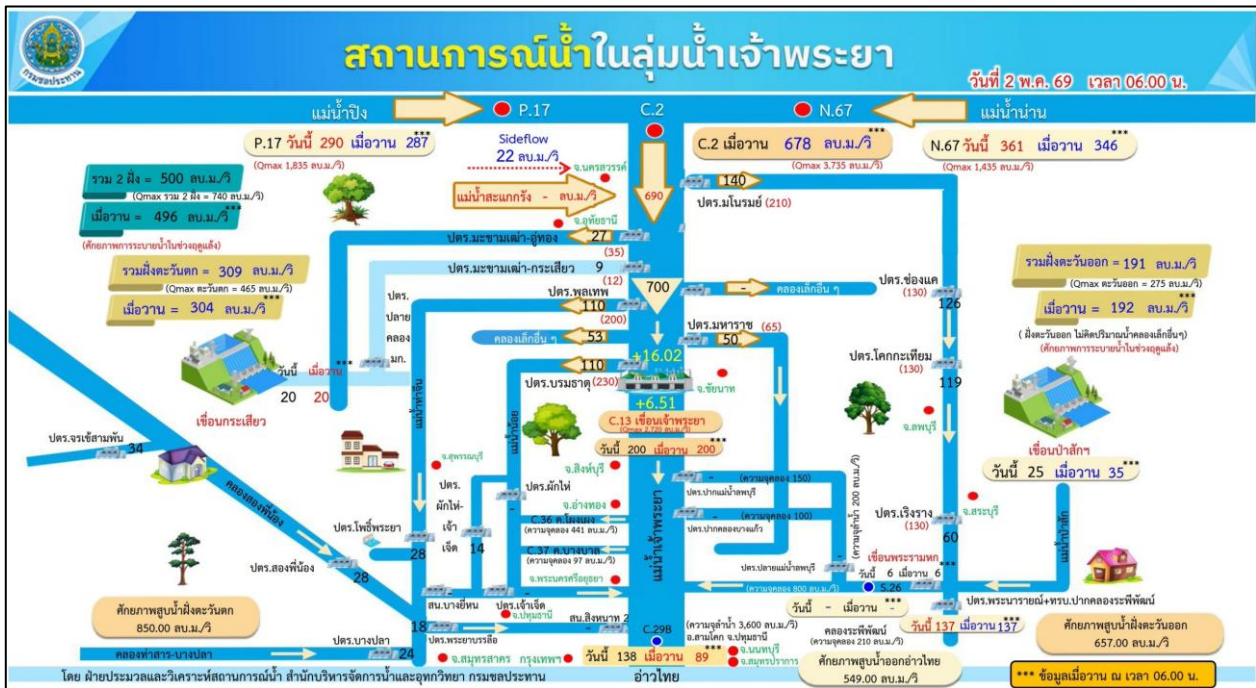 สถานการณ์น้ำในลุ่มน้ำเจ้าพระยา
กรมชลประทาน
วันที่ 2 พ.ค. 69 เวลา 06.00 น.
แม่น้ำปิง
P.17
C.2
N.67
แม่น้ำน่าน
P.17 วันนี้ 290 เมื่อวาน 287***
(Qmax 1,835 ลบ.ม./วิ)
Sideflow
22 ลบ.ม./วิ
จ.นครสวรรค์
C.2 เมื่อวาน 678 ลบ.ม./วิ***
(Qmax 3,735 ลบ.ม./วิ)
N.67 วันนี้ 361 เมื่อวาน 346***
(Qmax 1,435 ลบ.ม./วิ)
รวม 2 ฝั่ง = 500 ลบ.ม./วิ
(Qmax รวม 2 ฝั่ง = 740 ลบ.ม./วิ)
เมื่อวาน = 496 ลบ.ม./วิ***
(ศักยภาพการระบายน้ำในช่วงฤดูแล้ง)
แม่น้ำสะแกกรัง - ลบ.ม./วิ
690
140
ปตร.มโนรมย์ (210)
จ.อุทัยธานี
ปตร.มะขามเฒ่า-อู่ทอง
27
(35)
ปตร.มะขามเฒ่า-กระเสียว
9
(12)
รวมฝั่งตะวันตก = 309 ลบ.ม./วิ
(Qmax ตะวันตก = 465 ลบ.ม./วิ)
เมื่อวาน = 304 ลบ.ม./วิ***
ปตร.
ปลาย
คลอง
มก.
ปตร.พลเทพ
110
(200)
700
-
คลองเล็กอื่น ๆ
ปตร.ช่องแค
(130)
126
รวมฝั่งตะวันออก = 191 ลบ.ม./วิ
(Qmax ตะวันออก = 275 ลบ.ม./วิ)
เมื่อวาน = 192 ลบ.ม./วิ***
( ฝั่งตะวันออก ไม่คิดปริมาณน้ำคลองเล็กอื่นๆ)
(ศักยภาพการระบายน้ำในช่วงฤดูแล้ง)
คลองเล็กอื่น ๆ
53
ปตร.มหาราช (65)
50
110
ปตร.บรมธาตุ (230)
+16.02
+6.51
จ.ชัยนาท
ปตร.โคกกะเทียม
(130)
119
วันนี้ เมื่อวาน***
20 20
เขื่อนกระเสียว
C.13 เขื่อนเจ้าพระยา
(Qmax 2,720 ลบ.ม./วิ)
วันนี้ 200 เมื่อวาน 200***
จ.ลพบุรี
เขื่อนป่าสักฯ
วันนี้ 25 เมื่อวาน 35***
ปตร.จรเข้สามพัน
34
คลองสองพี่น้อง
แม่น้ำท่าจีน
แม่น้ำน้อย
จ.สุพรรณบุรี
จ.สิงห์บุรี
-
(ความจุคลอง 150)
ปตร.ปากแม่น้ำลพบุรี
ปตร.
ผักไห่-
เจ้า
เจ็ด
ปตร.ผักไห่
-
จ.อ่างทอง
C.36 ค.โผงเผง
(ความจุคลอง 441 ลบ.ม./วิ)
แม่น้ำเจ้าพระยา
-
(ความจุคลอง 100)
ปตร.ปากคลองบางแก้ว
(ความจุลำน้ำ 200 ลบ.ม./วิ)
ปตร.เริงราง
(130)
60
จ.สระบุรี
แม่น้ำป่าสัก
ปตร.โพธิ์พระยา
28
14
C.37 ค.บางบาล
(ความจุคลอง 97 ลบ.ม./วิ)
ปตร.ปลายแม่น้ำลพบุรี
-
เขื่อนพระรามหก
วันนี้ 6 เมื่อวาน 6***
ปตร.สองพี่น้อง
28
จ.พระนครศรีอยุธยา
(ความจุคลอง 800 ลบ.ม./วิ)
S.26
สน.บางยี่หน
ปตร.เจ้าเจ็ด
-
วันนี้ - เมื่อวาน -***
ปตร.พระนารายณ์+ทรบ.ปากคลองระพีพัฒน์
ศักยภาพสูบน้ำฝั่งตะวันตก
850.00 ลบ.ม./วิ
จ.ปทุมธานี
สน.สิงหนาท 2
18
ปตร.พระยาบรรลือ
-
C.29B
(ความจุลำน้ำ 3,600 ลบ.ม./วิ)
อ.สามโคก จ.ปทุมธานี
คลองระพีพัฒน์
(ความจุคลอง 210 ลบ.ม./วิ)
วันนี้ 137 เมื่อวาน 137***
ศักยภาพสูบน้ำฝั่งตะวันออก
657.00 ลบ.ม./วิ
ปตร.บางปลา
คลองท่าสาร-บางปลา
24
จ.สมุทรสาคร
กรุงเทพฯ
วันนี้ 138 เมื่อวาน 89***
จ.นนทบุรี
จ.สมุทรปราการ
ศักยภาพสูบน้ำออกอ่าวไทย
549.00 ลบ.ม./วิ
โดย ฝ่ายประมวลและวิเคราะห์สถานการณ์น้ำ สำนักบริหารจัดการน้ำและอุทกวิทยา กรมชลประทาน
อ่าวไทย
*** ข้อมูลเมื่อวาน ณ เวลา 06.00 น.